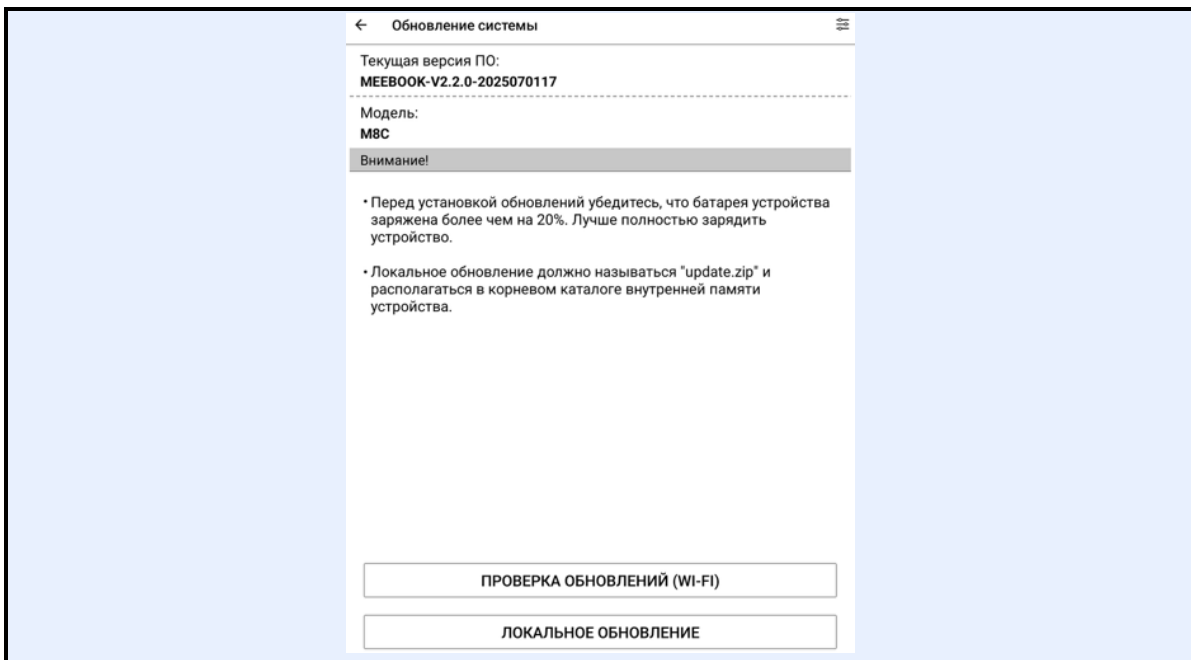 Обновление системы
Текущая версия ПО:
MEEBOOK-V2.2.0-2025070117
Модель:
M8C
Внимание!
• Перед установкой обновлений убедитесь, что батарея устройства
заряжена более чем на 20%. Лучше полностью зарядить
устройство.
• Локальное обновление должно называться "update.zip" и
располагаться в корневом каталоге внутренней памяти
устройства.
ПРОВЕРКА ОБНОВЛЕНИЙ (WI-FI)
ЛОКАЛЬНОЕ ОБНОВЛЕНИЕ